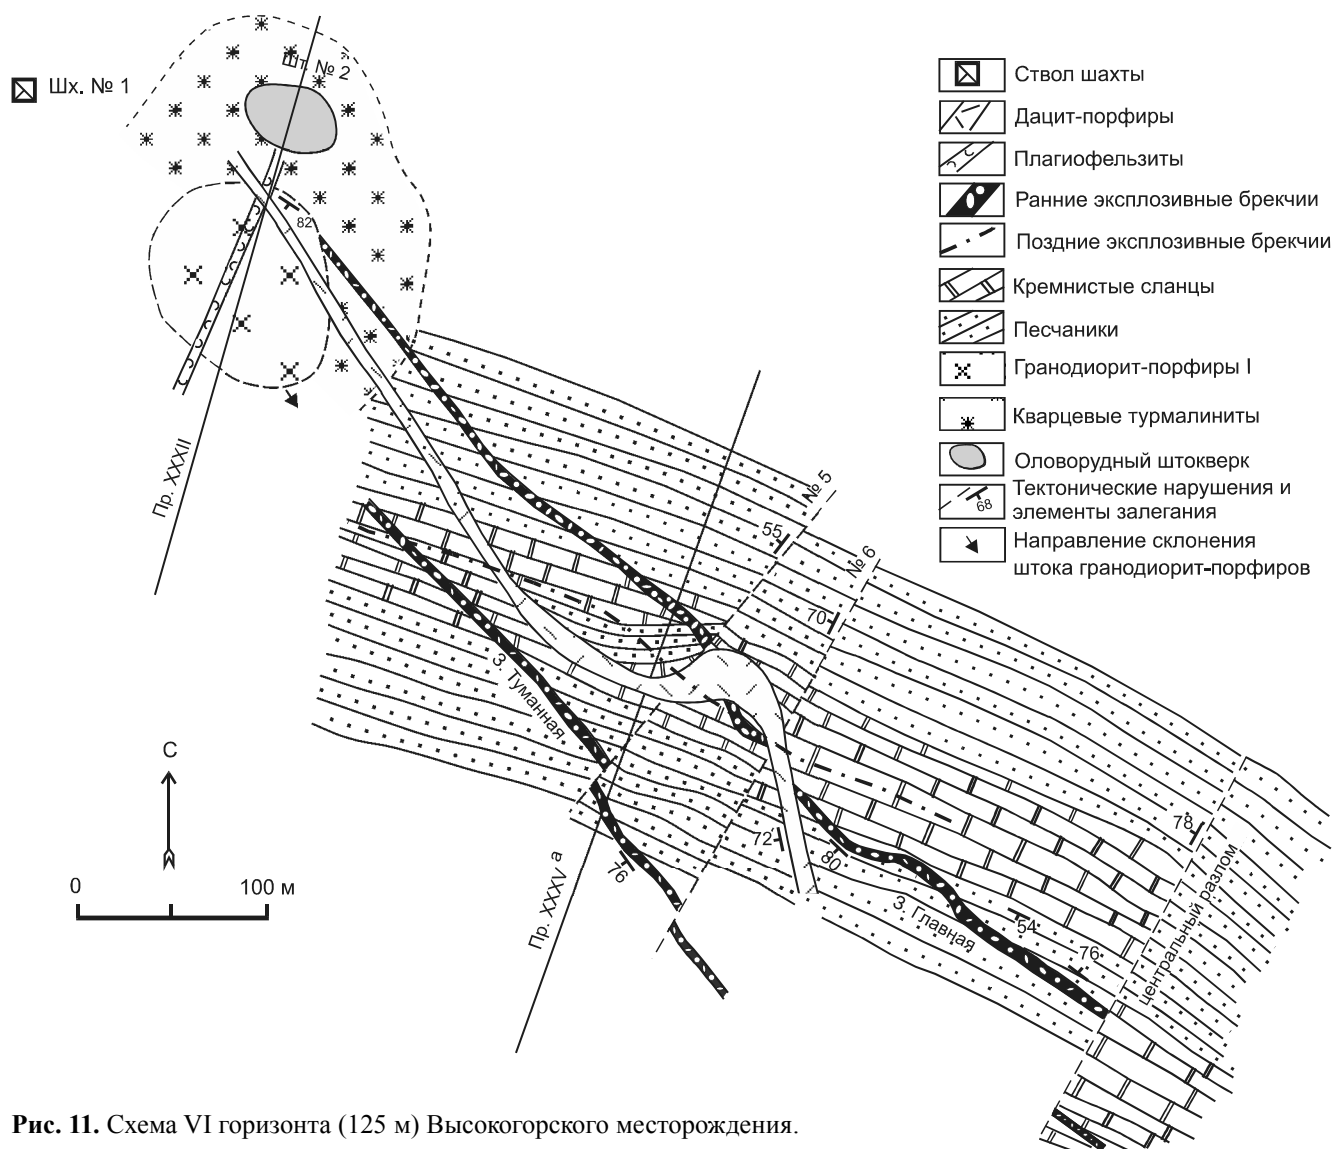 Шх. № 1
Шт. № 2
82
Пр. XXXII
№ 5
55
№ 6
70
З. Туманная
С
0 100 м
76
Пр. XXXV а
72
80
З. Главная
54
76
78
центральный разлом
Ствол шахты
Дацит-порфиры
Плагиофельзиты
Ранние эксплозивные брекчии
Поздние эксплозивные брекчии
Кремнистые сланцы
Песчаники
Гранодиорит-порфиры I
Кварцевые турмалиниты
Оловорудный штокверк
68
Тектонические нарушения и
элементы залегания
Направление склонения
штока гранодиорит-порфиров
Рис. 11. Схема VI горизонта (125 м) Высокогорского месторождения.